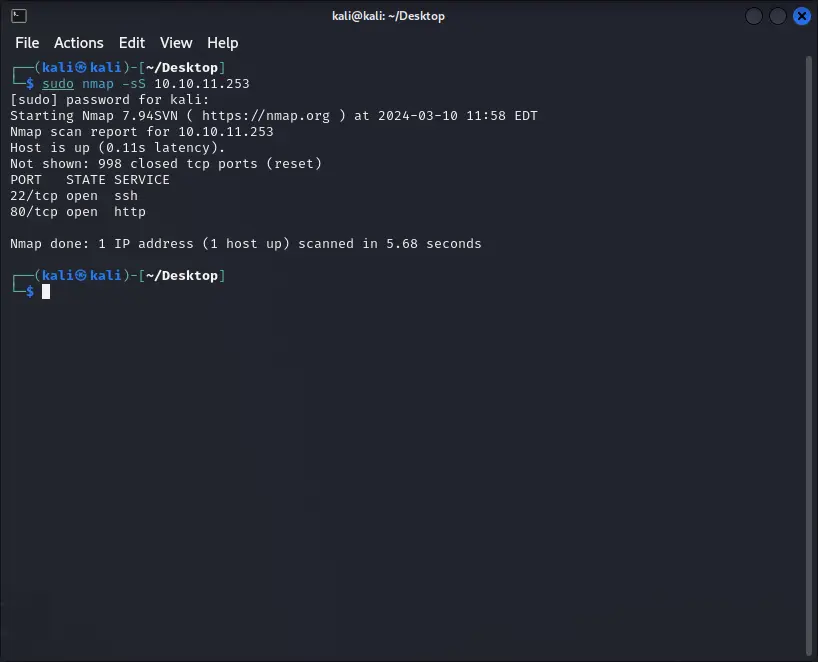 kali@kali: ~/Desktop
File Actions Edit View Help
┌──(kali㉿kali)-[~/Desktop]
└─$ sudo nmap -sS 10.10.11.253
[sudo] password for kali:
Starting Nmap 7.94SVN ( https://nmap.org ) at 2024-03-10 11:58 EDT
Nmap scan report for 10.10.11.253
Host is up (0.11s latency).
Not shown: 998 closed tcp ports (reset)
PORT   STATE SERVICE
22/tcp open  ssh
80/tcp open  http
Nmap done: 1 IP address (1 host up) scanned in 5.68 seconds
┌──(kali㉿kali)-[~/Desktop]
└─$